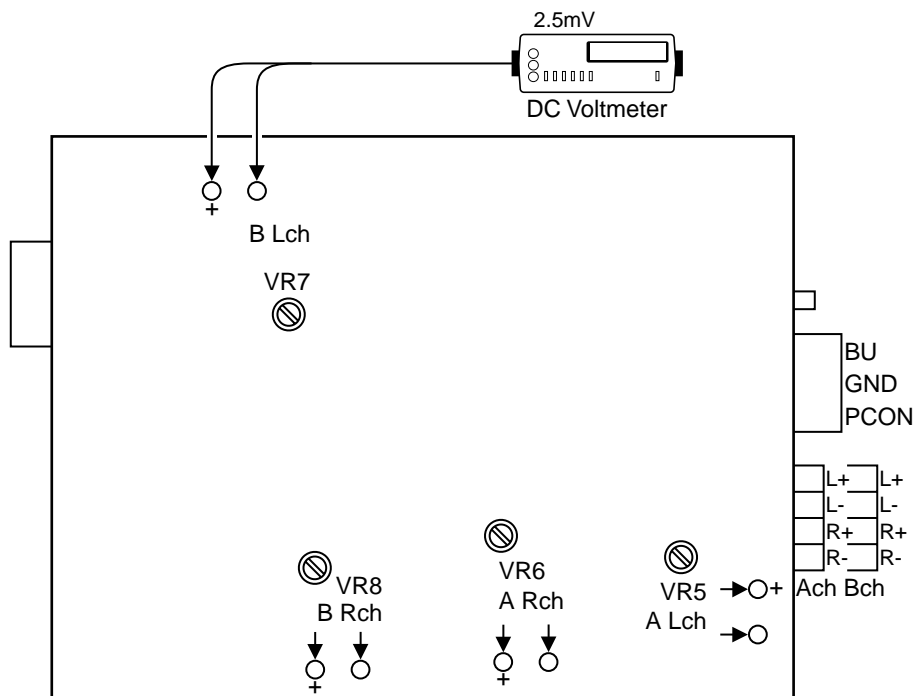 2.5mV
DC Voltmeter
+
B Lch
VR7
BU
GND
PCON
L+ L+
L- L-
R+ R+
R- R-
Ach Bch
VR8
B Rch
+
VR6
A Rch
+
VR5
A Lch
+